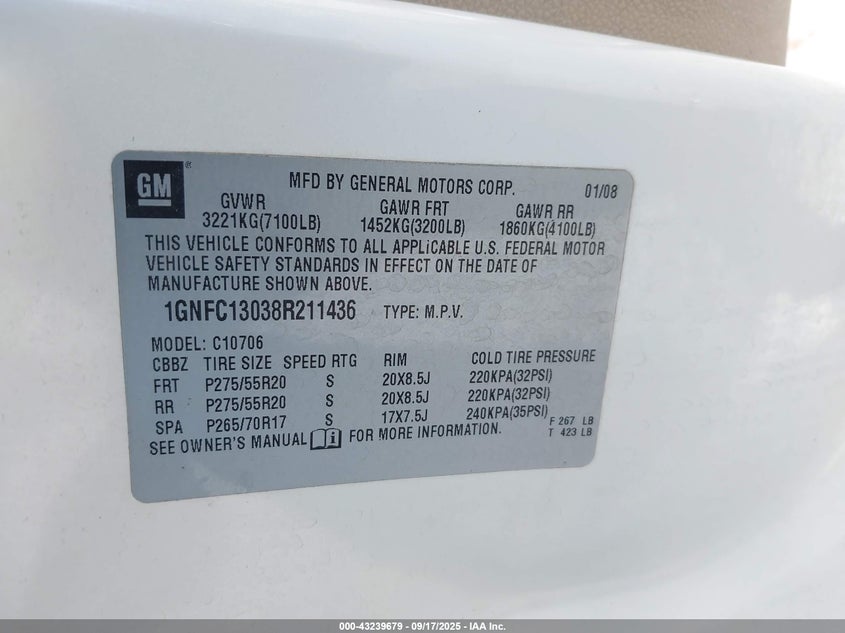 GM ®
MFD BY GENERAL MOTORS CORP. 01/08
GVWR GAWR FRT GAWR RR
3221KG(7100LB) 1452KG(3200LB) 1860KG(4100LB)
THIS VEHICLE CONFORMS TO ALL APPLiCABLE U.S. FEDERAL MOTOR
VEHICLE SAFETY STANDARDS IN EFFECT ON THE DATE OF
MANUFACTURE SHOWN ABOVE.
1GNFC13038R211436 TYPE: M.P.V.
MODEL: C10706
CBBZ TIRE SIZE SPEED RTG RIM COLD TIRE PRESSURE
FRT P275/55R20 S 20X8.5J 220KPA(32PSI)
RR P275/55R20 S 20X8.5J 220KPA(32PSI)
SPA P265/70R17 S 17X7.5J 240KPA(35PSI) F 267 LB
SEE OWNER'S MANUAL i FOR MORE INFORMATION. T 423 LB
000-43239679 - 09/17/2025 - IAA Inc.